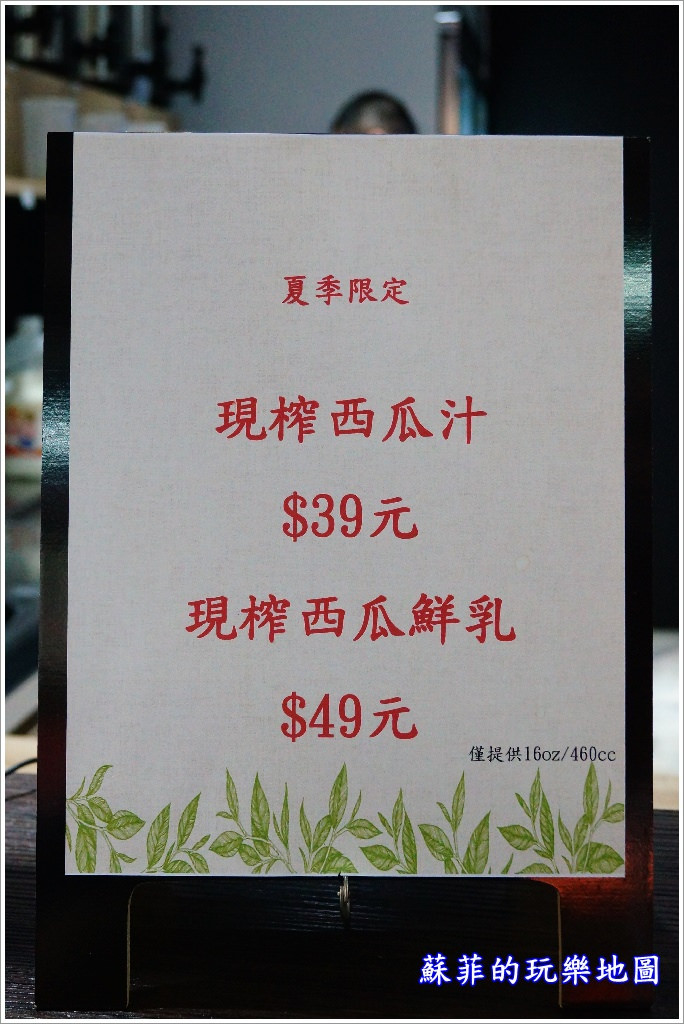 夏季限定
現榨西瓜汁
$39元
現榨西瓜鮮乳
$49元
僅提供16oz/460cc
蘇菲的玩樂地圖